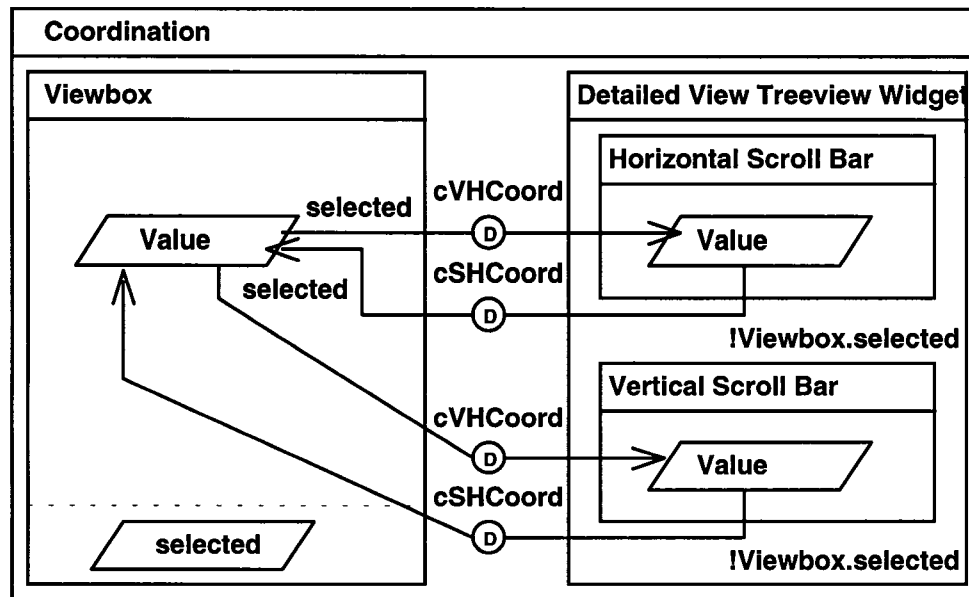 Coordination
Viewbox
Detailed View Treeview Widget
Horizontal Scroll Bar
cVHCoord
selected
D
Value
Value
cSHCoord
selected
D
!Viewbox.selected
Vertical Scroll Bar
cVHCoord
D
Value
cSHCoord
selected
D
!Viewbox.selected